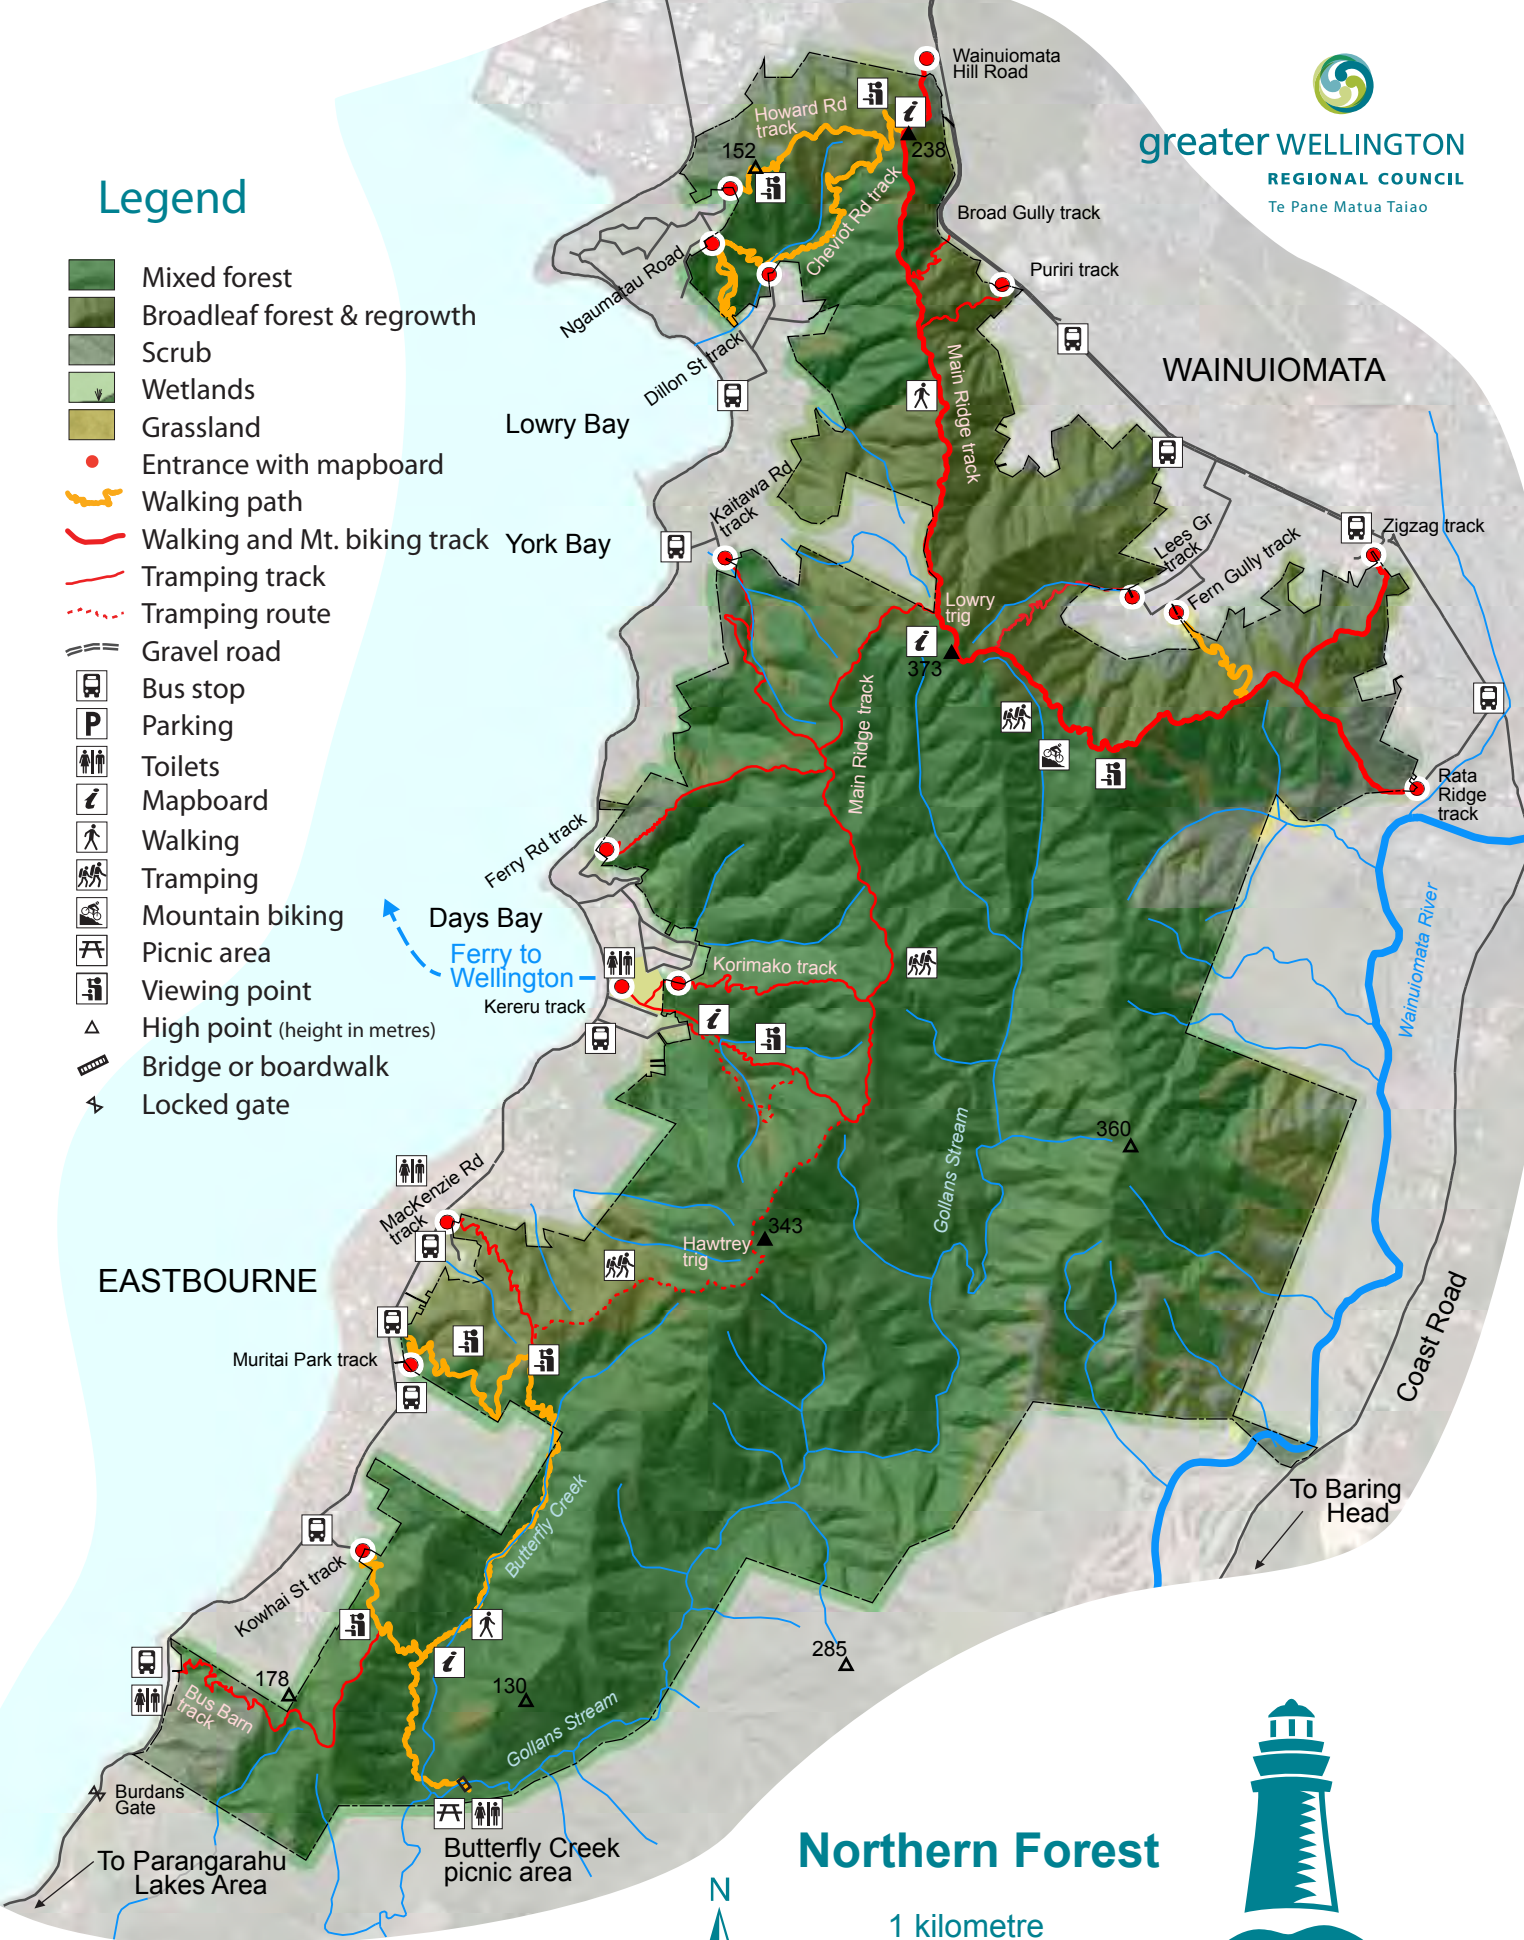 Wainuiomata
Hill Road
greater WELLINGTON
REGIONAL COUNCIL
Te Pane Matua Taiao
Legend
Mixed forest
Broadleaf forest & regrowth
Scrub
Wetlands
Grassland
Entrance with mapboard
Walking path
Walking and Mt. biking track
Tramping track
Tramping route
Gravel road
Bus stop
P
Parking
Toilets
i
Mapboard
Walking
Tramping
Mountain biking
Picnic area
Viewing point
High point (height in metres)
Bridge or boardwalk
Locked gate
Howard Rd
track
i
152
238
Cheviot Rd track
Broad Gully track
Puriri track
Ngaumatau Road
Dillon St track
Main Ridge track
WAINUIOMATA
Lowry Bay
Kaitawa Rd
track
York Bay
Lees Gr
track
Fern Gully track
Zigzag track
Lowry
trig
i
373
Main Ridge track
Rata
Ridge
track
Ferry Rd track
Days Bay
Ferry to
Wellington
Korimako track
Kereru track
i
Wainuiomata River
Gollans Stream
360
MacKenzie Rd
track
343
Hawtrey
trig
EASTBOURNE
Muritai Park track
Coast Road
To Baring
Head
Butterfly Creek
Kowhai St track
i
285
178
130
Bus Barn
track
Gollans Stream
Burdans
Gate
Butterfly Creek
picnic area
To Parangarahu
Lakes Area
Northern Forest
N
1 kilometre